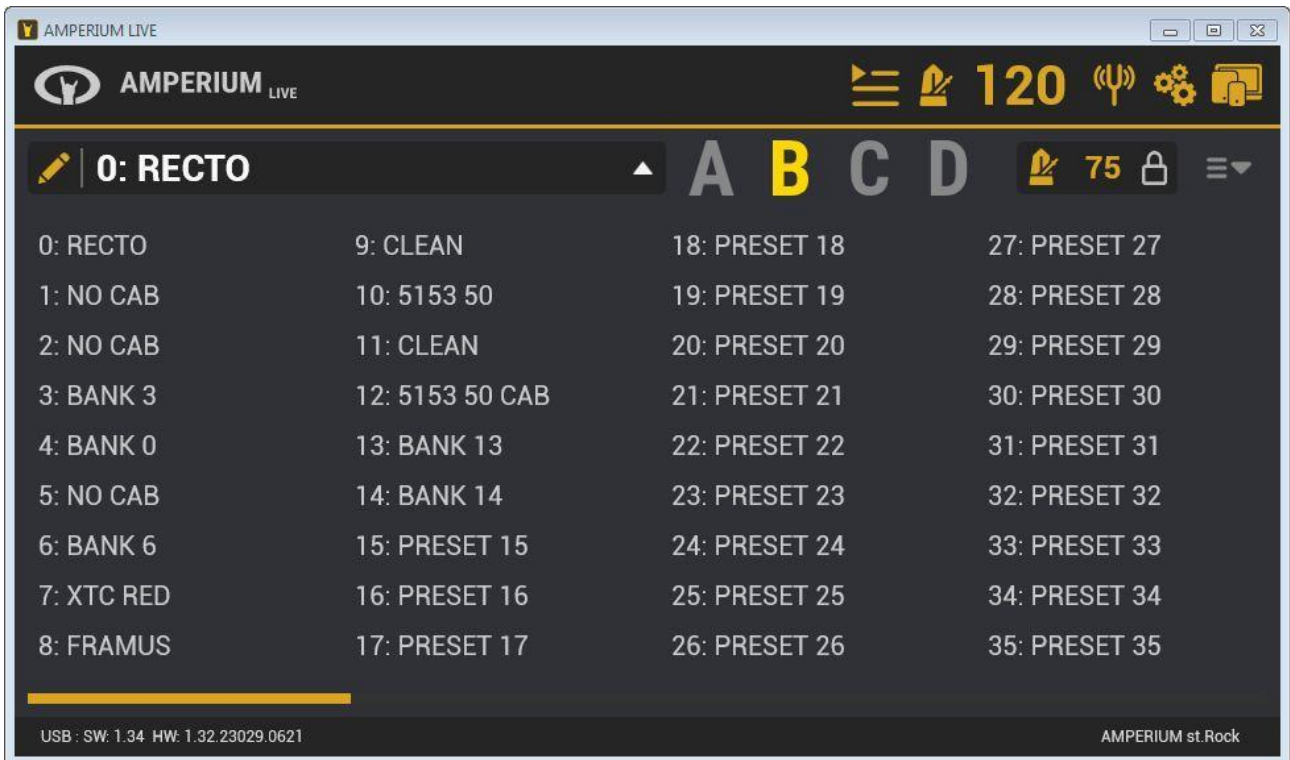 AMPERIUM LIVE
AMPERIUM LIVE
120
0: RECTO
A B C D
75
0: RECTO
1: NO CAB
2: NO CAB
3: BANK 3
4: BANK 0
5: NO CAB
6: BANK 6
7: XTC RED
8: FRAMUS
9: CLEAN
10: 5153 50
11: CLEAN
12: 5153 50 CAB
13: BANK 13
14: BANK 14
15: PRESET 15
16: PRESET 16
17: PRESET 17
18: PRESET 18
19: PRESET 19
20: PRESET 20
21: PRESET 21
22: PRESET 22
23: PRESET 23
24: PRESET 24
25: PRESET 25
26: PRESET 26
27: PRESET 27
28: PRESET 28
29: PRESET 29
30: PRESET 30
31: PRESET 31
32: PRESET 32
33: PRESET 33
34: PRESET 34
35: PRESET 35
USB : SW: 1.34 HW: 1.32.23029.0621
AMPERIUM st.Rock